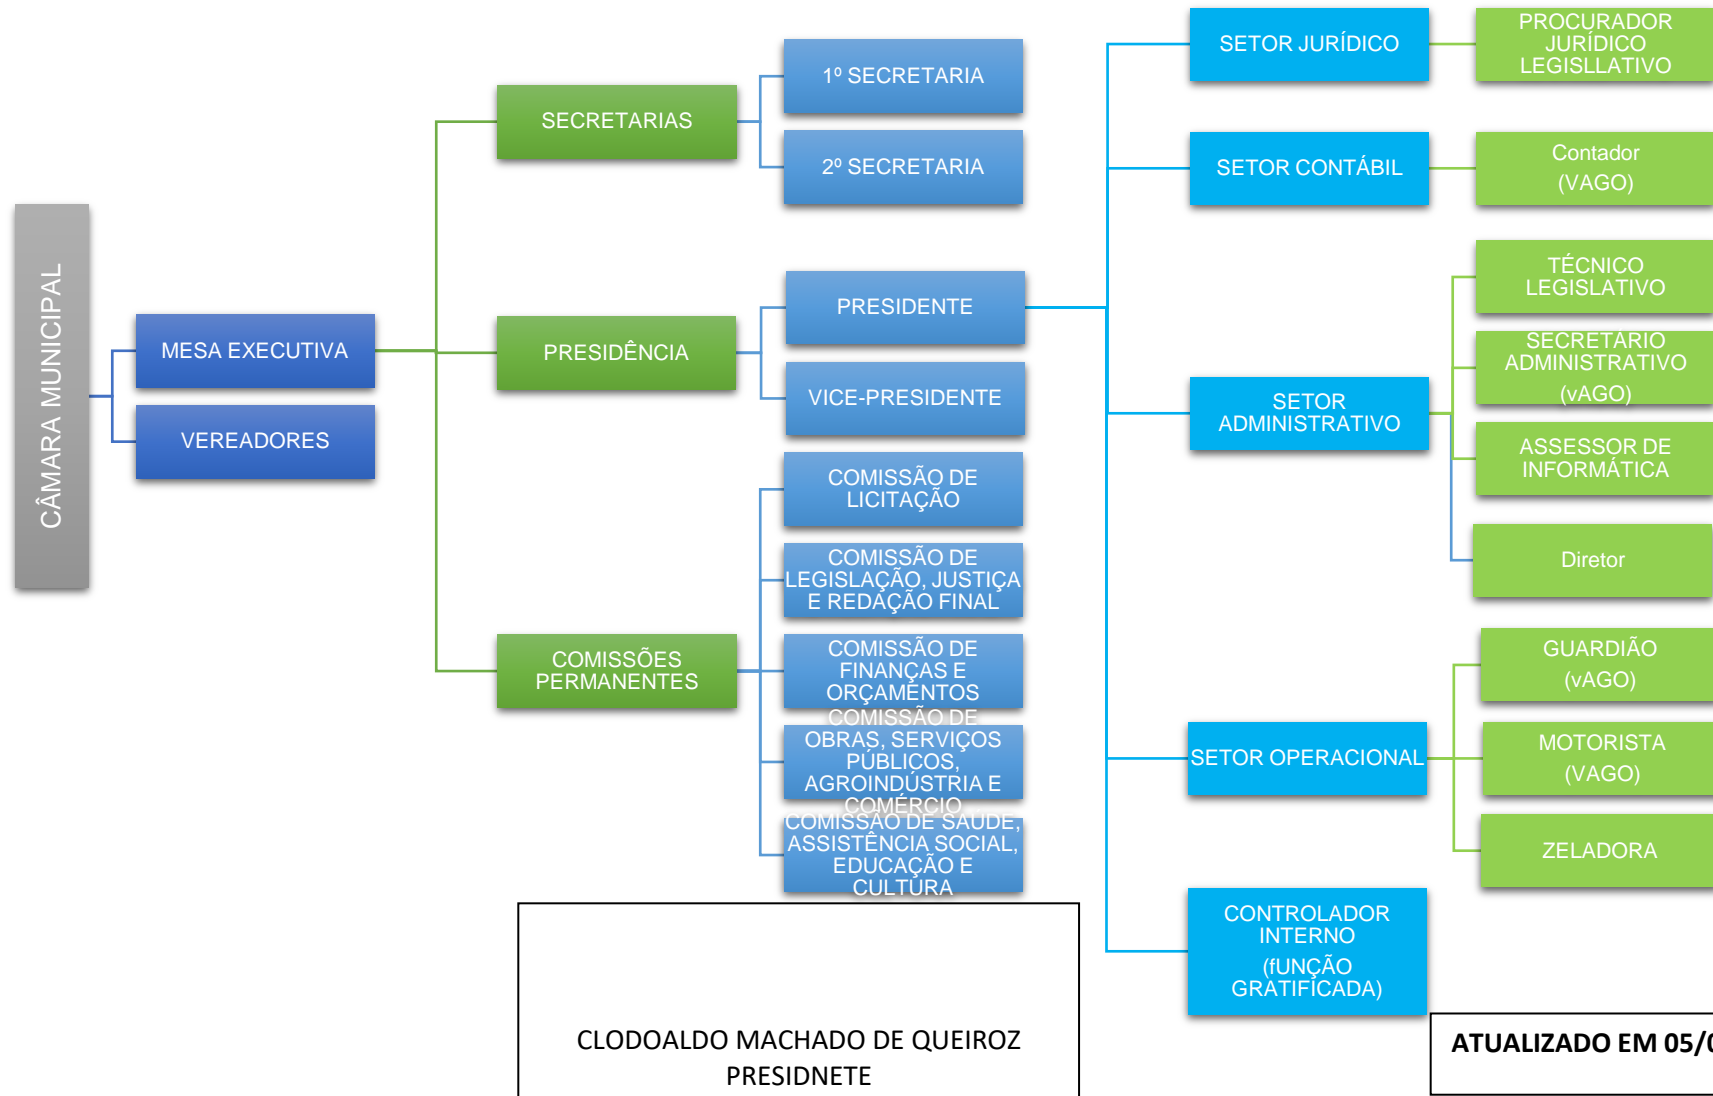 CÂMARA MUNICIPAL
MESA EXECUTIVA
VEREADORES
SECRETARIAS
PRESIDÊNCIA
COMISSÕES
PERMANENTES
1º SECRETARIA
2º SECRETARIA
PRESIDENTE
VICE-PRESIDENTE
COMISSÃO DE
LICITAÇÃO
COMISSÃO DE
LEGISLAÇÃO, JUSTIÇA
E REDAÇÃO FINAL
COMISSÃO DE
FINANÇAS E
ORÇAMENTOS
COMISSÃO DE
OBRAS, SERVIÇOS
PÚBLICOS,
AGROINDÚSTRIA E
COMÉRCIO
COMISSÃO DE SAÚDE,
ASSISTÊNCIA SOCIAL,
EDUCAÇÃO E
CULTURA
SETOR JURÍDICO
PROCURADOR
JURÍDICO
LEGISLLATIVO
SETOR CONTÁBIL
Contador
(VAGO)
SETOR
ADMINISTRATIVO
TÉCNICO
LEGISLATIVO
SECRETÁRIO
ADMINISTRATIVO
(vAGO)
ASSESSOR DE
INFORMÁTICA
Diretor
SETOR OPERACIONAL
GUARDIÃO
(vAGO)
MOTORISTA
(VAGO)
ZELADORA
CONTROLADOR
INTERNO
(fUNÇÃO
GRATIFICADA)
CLODOALDO MACHADO DE QUEIROZ
PRESIDNETE
ATUALIZADO EM 05/